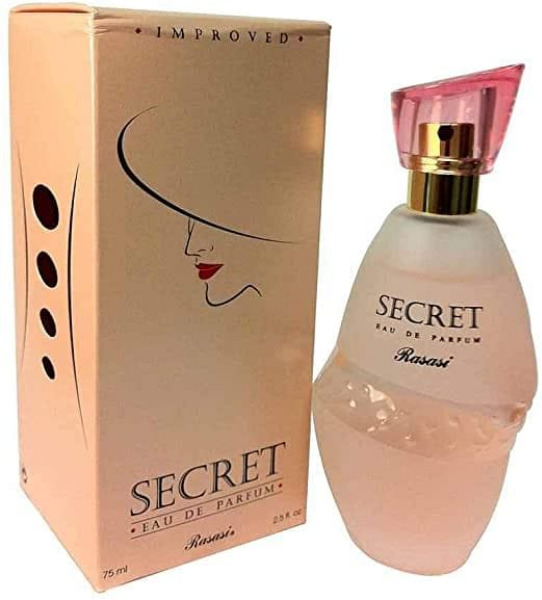 • IMPROVED •
SECRET
• EAU DE PARFUM •
Rasasi
75 ml
2.5 fl oz
SECRET
EAU DE PARFUM
Rasasi